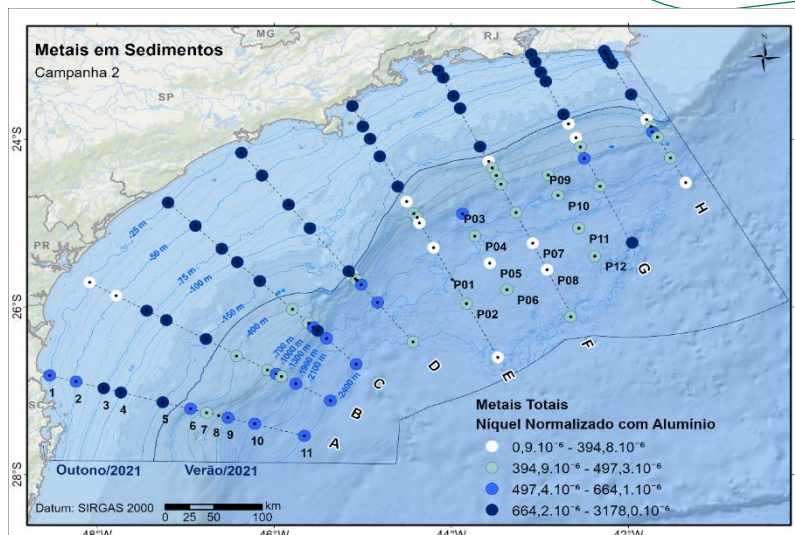 Metais em Sedimentos
Campanha 2
MG
RJ
SP
PR
SC
24°S
26°S
28°S
-25 m
-50 m
-75 m
-100 m
-150 m
-400 m
-700 m
-1000 m
-1300 m
-1900 m
2100 m
-2400 m
P09
P10
P03
P04
P11
P07
P12
P01
P05
P08
P02
P06
H
G
F
E
D
C
B
A
1
2
3
4
5
6
7
8
9
10
11
Outono/2021
Verão/2021
Datum: SIRGAS 2000
km
0
25
50
100
Metais Totais
Níquel Normalizado com Alumínio
0,9.10⁻⁶ - 394,8.10⁻⁶
394,9.10⁻⁶ - 497,3.10⁻⁶
497,4.10⁻⁶ - 664,1.10⁻⁶
664,2.10⁻⁶ - 3178,0.10⁻⁶
48°W
46°W
44°W
42°W